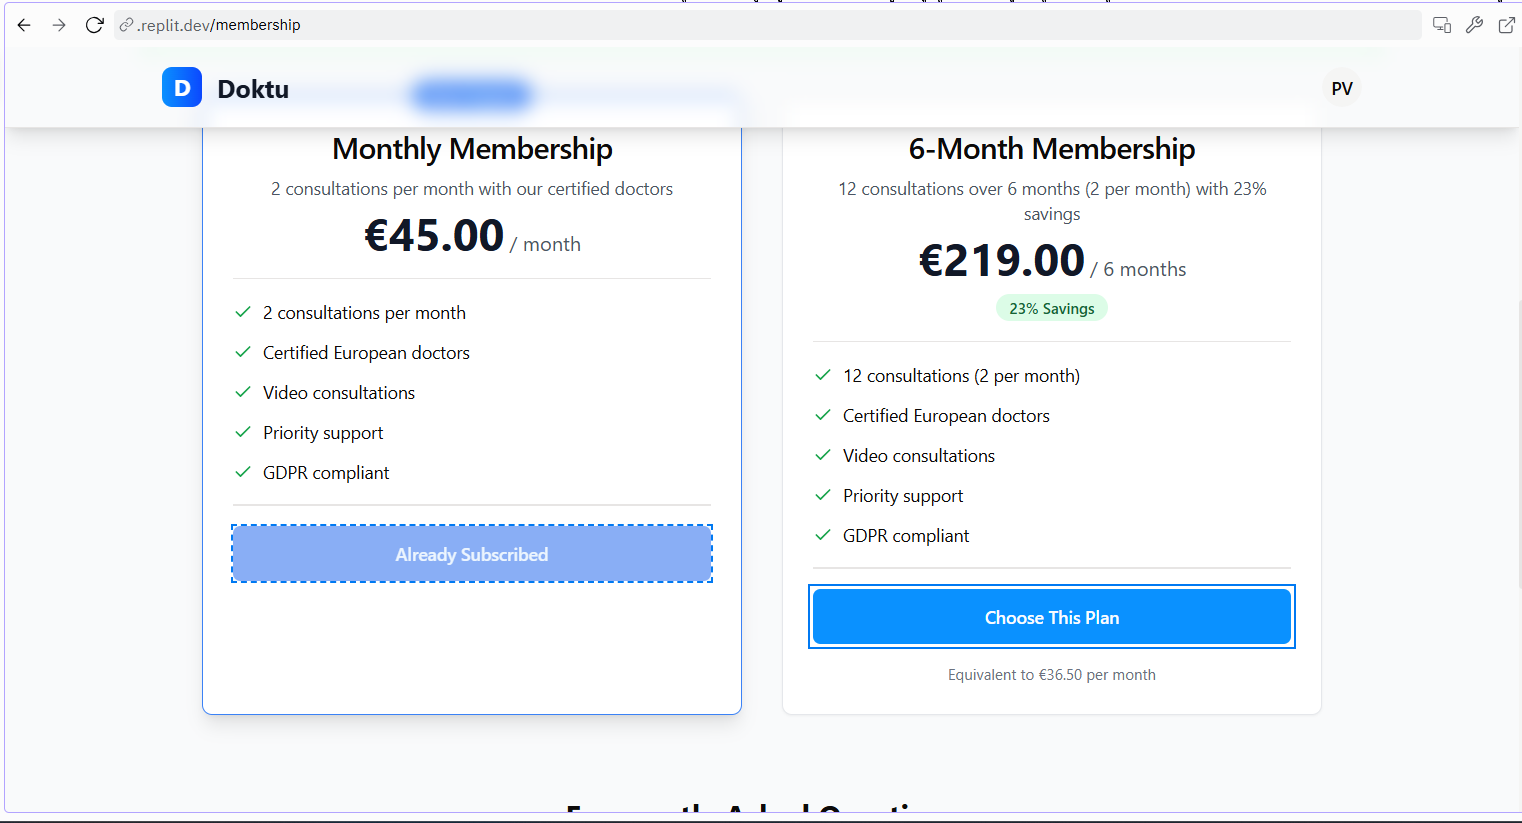 .replit.dev/membership
D Doktu
PV
Monthly Membership
2 consultations per month with our certified doctors
€45.00 / month
2 consultations per month
Certified European doctors
Video consultations
Priority support
GDPR compliant
Already Subscribed
6-Month Membership
12 consultations over 6 months (2 per month) with 23%
savings
€219.00 / 6 months
23% Savings
12 consultations (2 per month)
Certified European doctors
Video consultations
Priority support
GDPR compliant
Choose This Plan
Equivalent to €36.50 per month